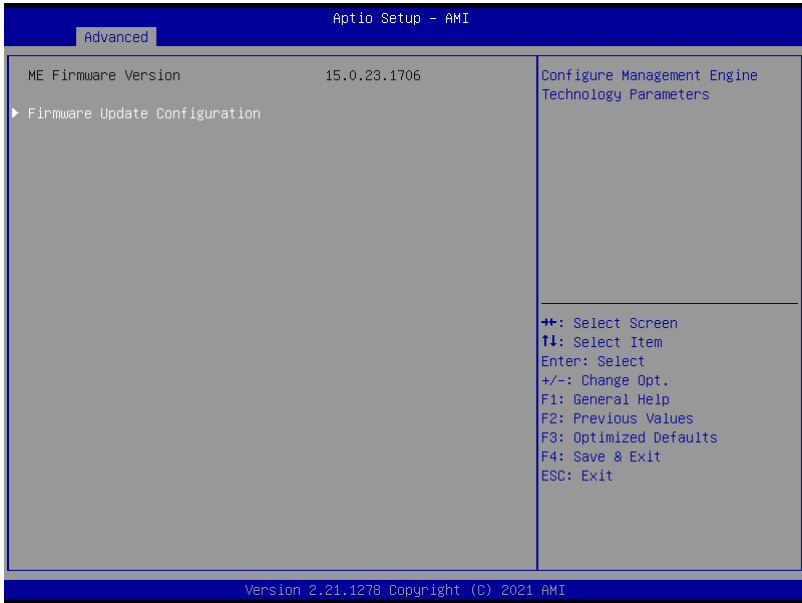 Aptio Setup – AMI
Advanced
ME Firmware Version 15.0.23.1706
Firmware Update Configuration
Configure Management Engine
Technology Parameters
→←: Select Screen
↑↓: Select Item
Enter: Select
+/-: Change Opt.
F1: General Help
F2: Previous Values
F3: Optimized Defaults
F4: Save & Exit
ESC: Exit
Version 2.21.1278 Copyright (C) 2021 AMI